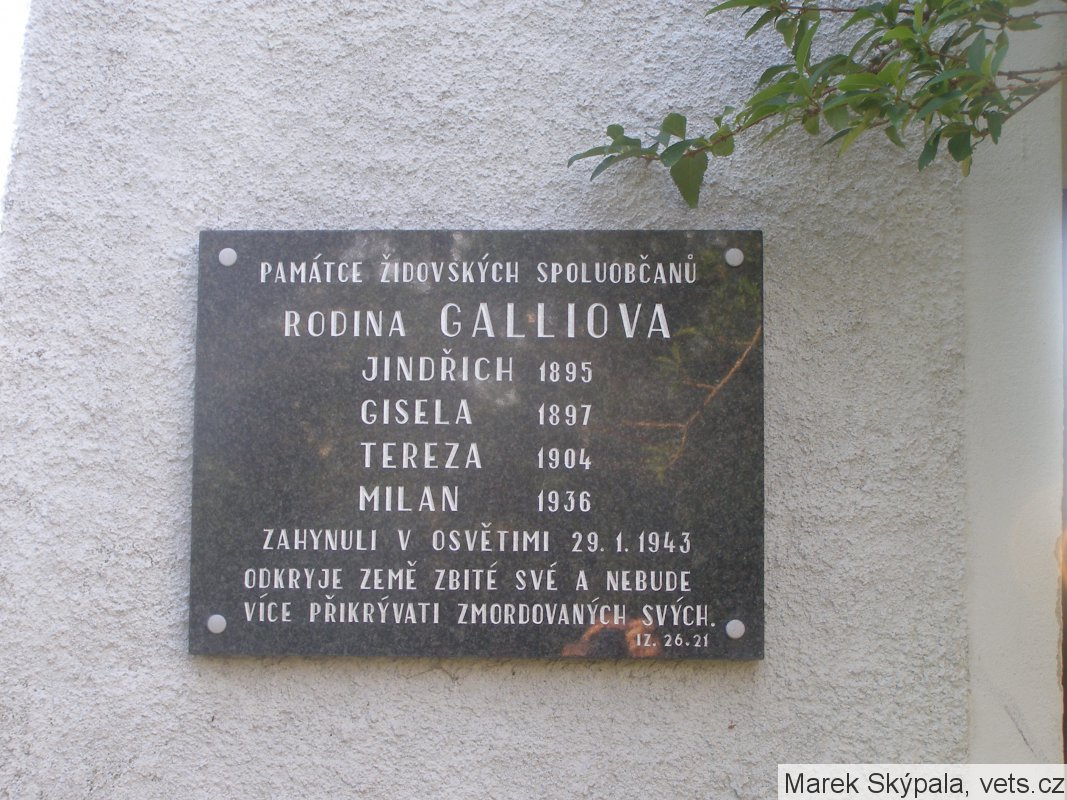 PAMÁTCE ŽIDOVSKÝCH SPOLUOBČANŮ
RODINA GALLIOVA
JINDŘICH 1895
GISELA 1897
TEREZA 1904
MILAN 1936
ZAHYNULI V OSVĚTIMI 29. 1. 1943
ODKRYJE ZEMĚ ZBITÉ SVÉ A NEBUDE
VÍCE PŘIKRÝVATI ZMORDOVANÝCH SVÝCH.
IZ. 26.21
Marek Skýpala, vets.cz